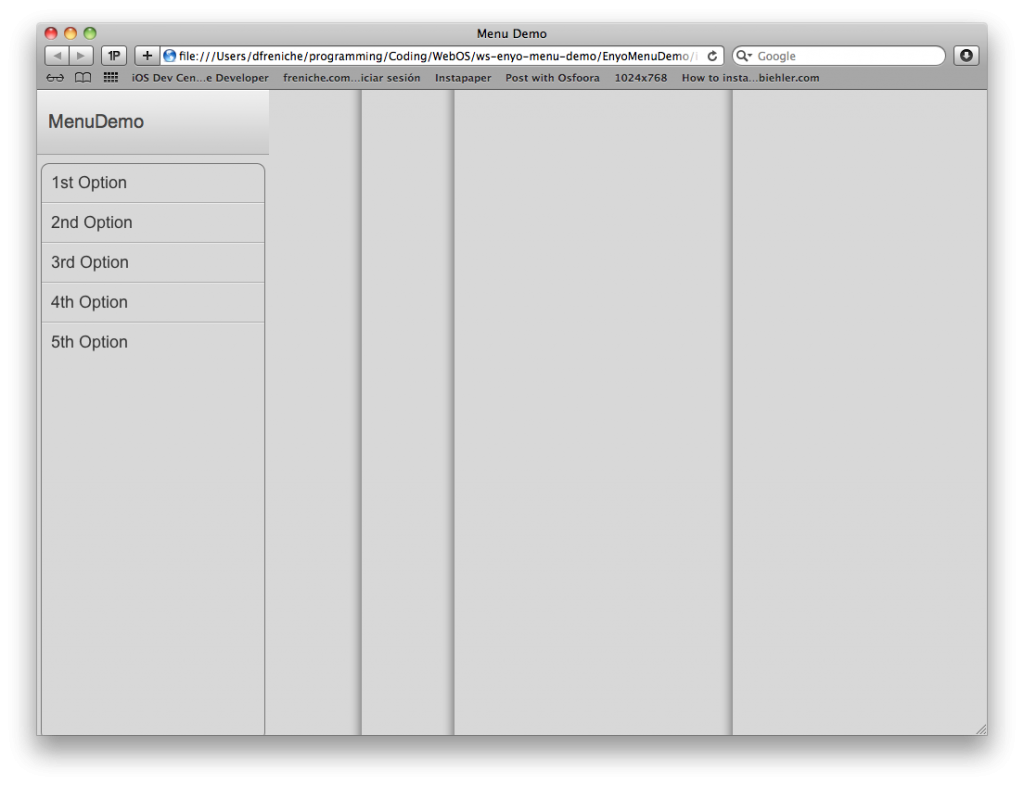 Menu Demo
1P + file:///Users/dfreniche/programming/Coding/WebOS/ws-enyo-menu-demo/EnyoMenuDemo/ Google
iOS Dev Cen...e Developer freniche.com...iciar sesión Instapaper Post with Osfoora 1024x768 How to insta...biehler.com
MenuDemo
1st Option
2nd Option
3rd Option
4th Option
5th Option